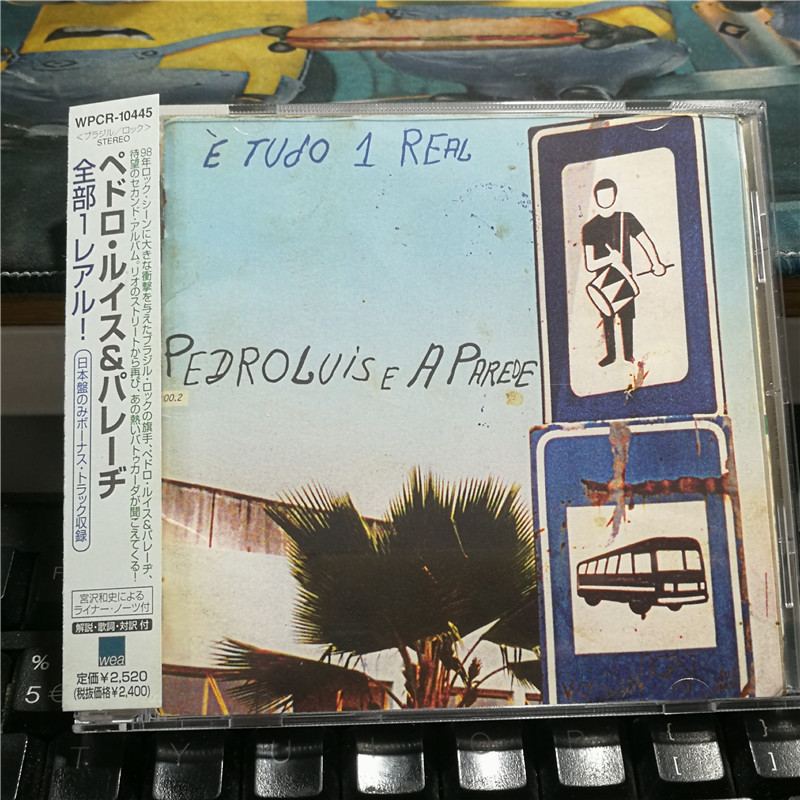 WPCR-10445
<ブラジル/ロック>
STEREO
98年ロック・シーンに大きな衝撃を与えたブラジル・ロックの旗手、ペドロ・ルイス&パレーヂ、
待望のセカンド・アルバム。リオのストリートから再び、あの熱いバトゥカーダが聞こえてくる!
ペドロ・ルイス&パレーヂ
全部1レアル!
日本盤のみボーナス・トラック収録
宮沢和史による
ライナー・ノーツ付
解説・歌詞・対訳 付
wea
定価¥2,520
(税抜価格¥2,400)
È TUdO 1 REAL
PEDRO LUiS E A PAREDE
00.2
%
5 €
T Y U I O P { [ } ]